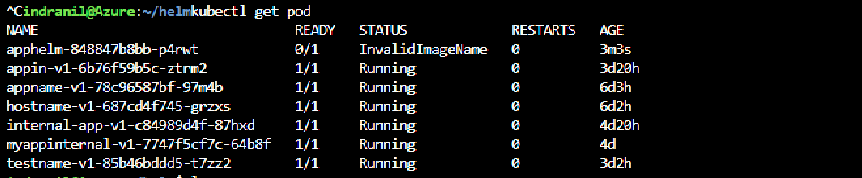 ^Cindranil@Azure:~/helmkubectl get pod
NAME READY STATUS RESTARTS AGE
apphelm-848847b8bb-p4rwt 0/1 InvalidImageName 0 3m3s
appin-v1-6b76f59b5c-ztrm2 1/1 Running 0 3d20h
appname-v1-78c96587bf-97m4b 1/1 Running 0 6d3h
hostname-v1-687cd4f745-grzxs 1/1 Running 0 6d2h
internal-app-v1-c84989d4f-87hxd 1/1 Running 0 4d20h
myappinternal-v1-7747f5cf7c-64b8f 1/1 Running 0 4d
testname-v1-85b46bddd5-t7zz2 1/1 Running 0 3d2h